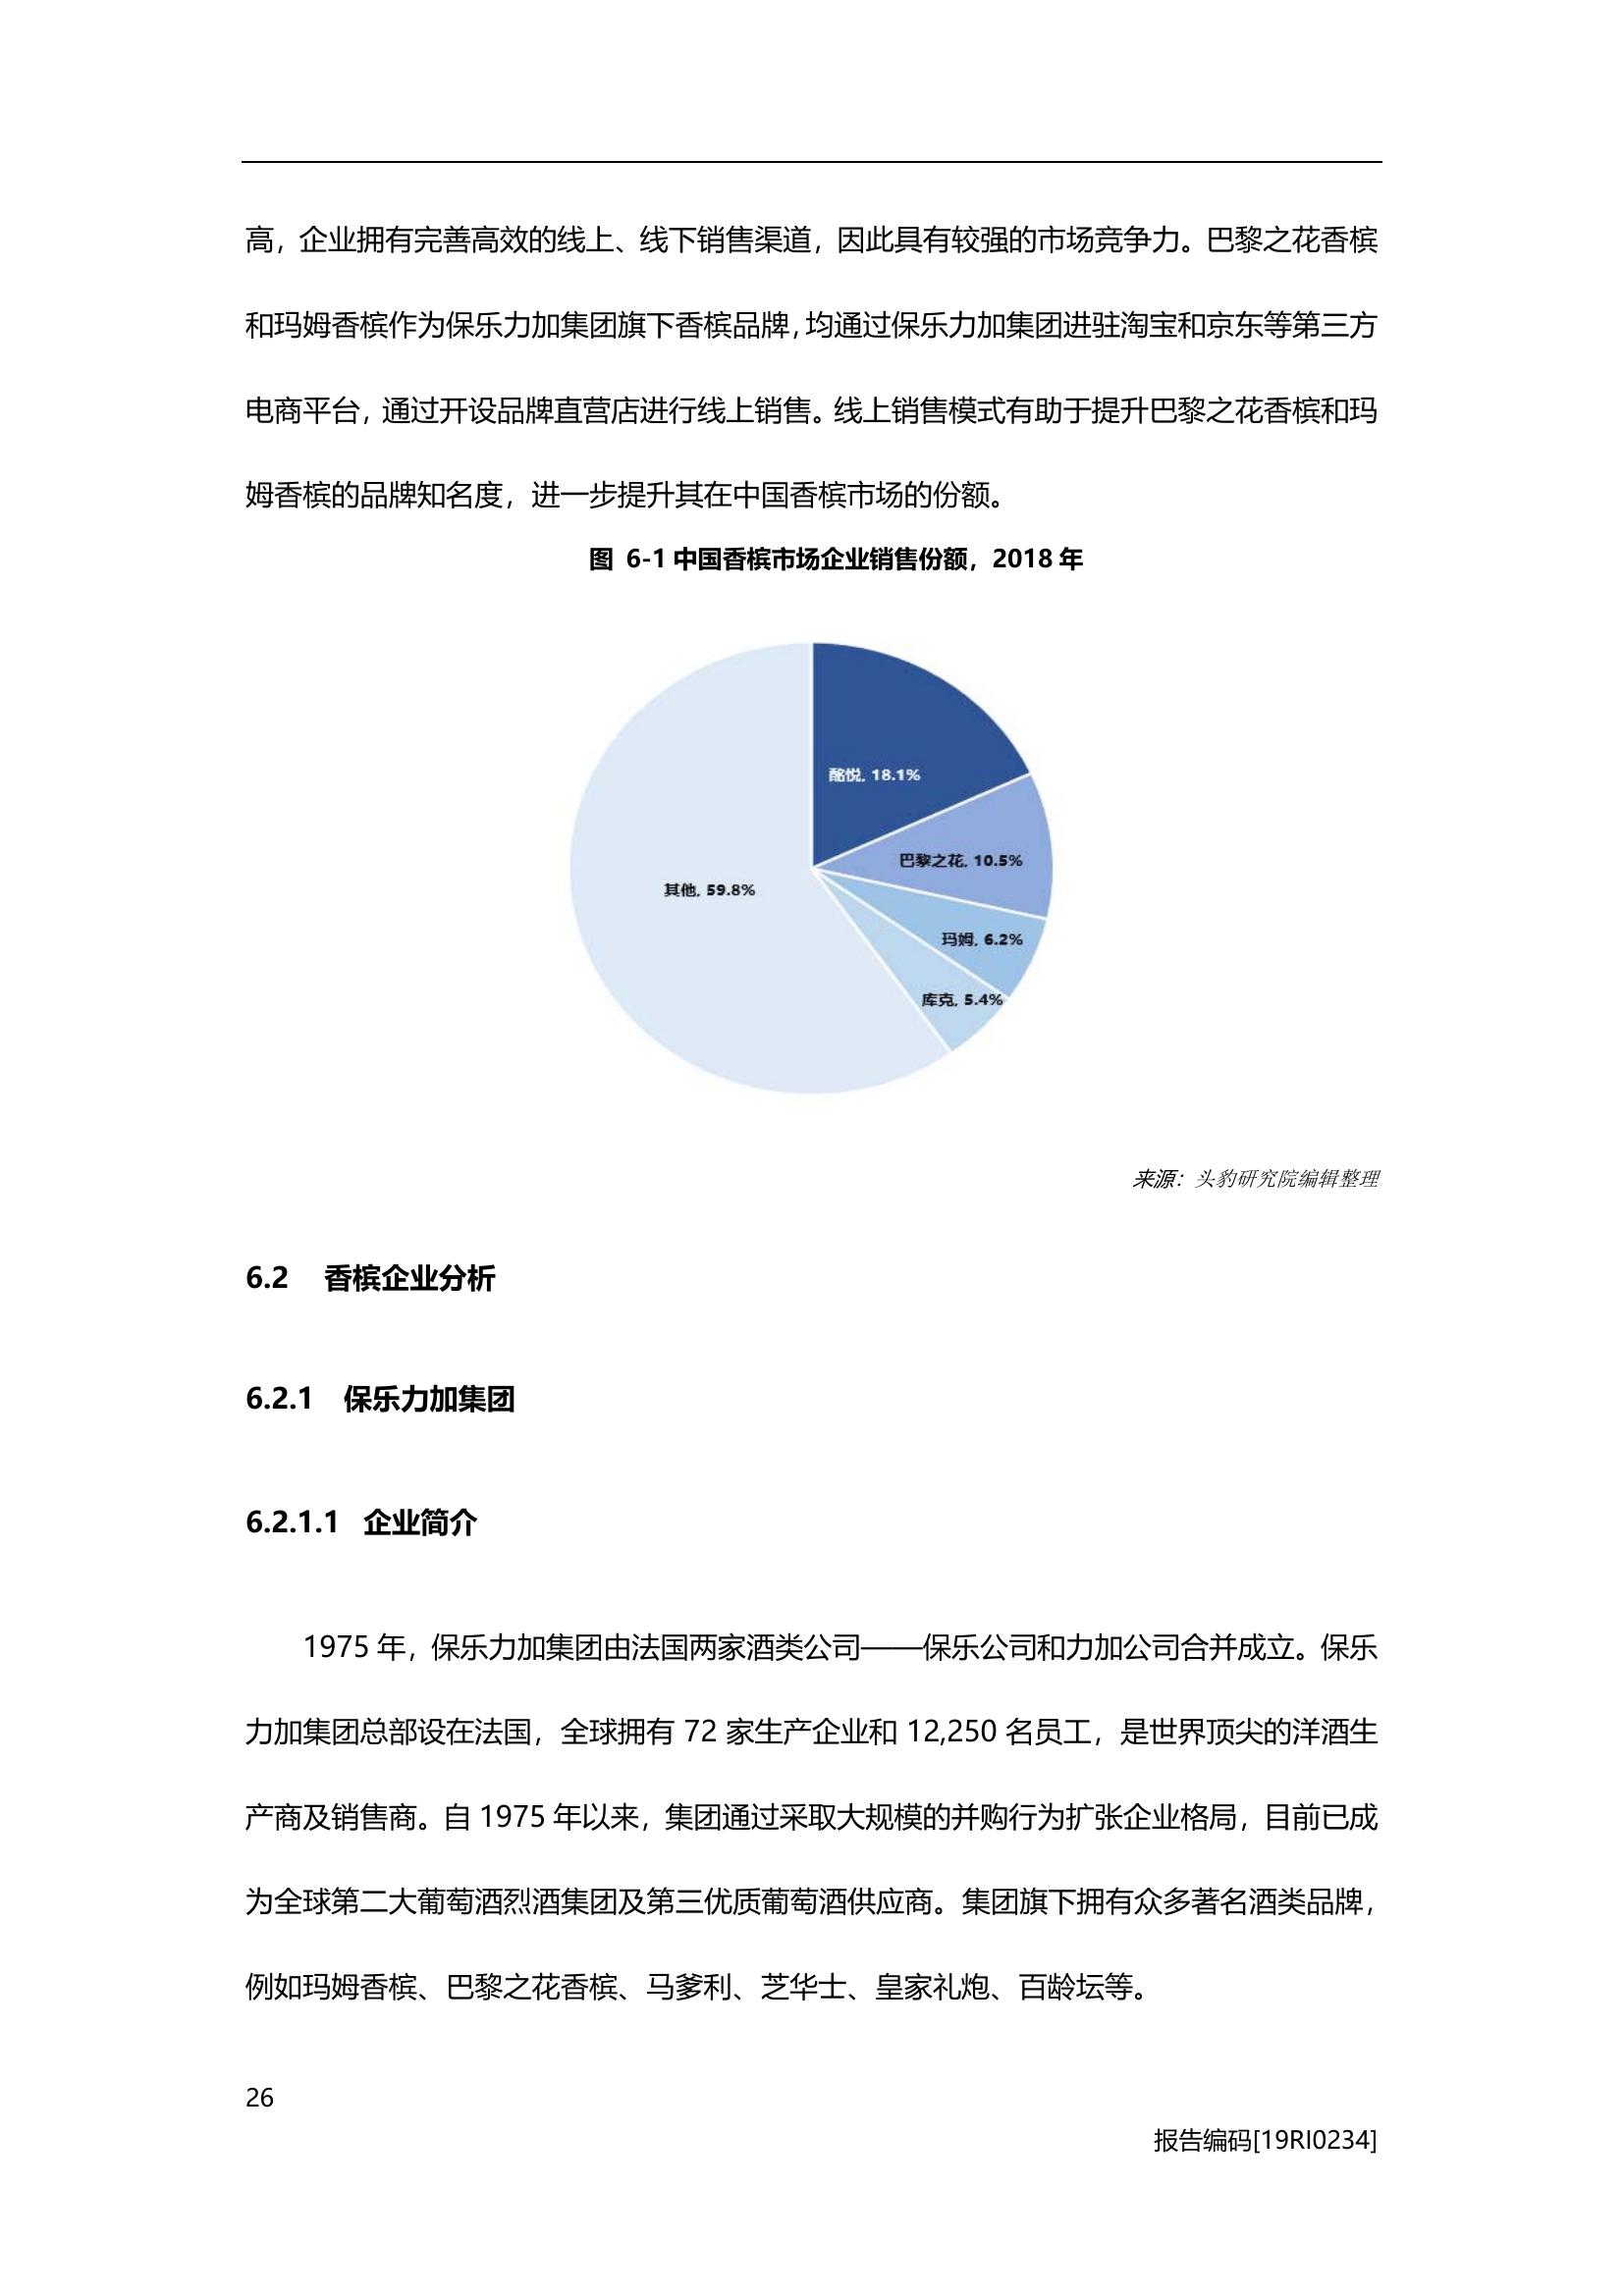 高，企业拥有完善高效的线上、线下销售渠道，因此具有较强的市场竞争力。巴黎之花香槟
和玛姆香槟作为保乐力加集团旗下香槟品牌，均通过保乐力加集团进驻淘宝和京东等第三方
电商平台，通过开设品牌直营店进行线上销售。线上销售模式有助于提升巴黎之花香槟和玛
姆香槟的品牌知名度，进一步提升其在中国香槟市场的份额。
图 6-1 中国香槟市场企业销售份额，2018 年
酩悦, 18.1%
巴黎之花, 10.5%
其他, 59.8%
玛姆, 6.2%
库克, 5.4%
来源：头豹研究院编辑整理
6.2 香槟企业分析
6.2.1 保乐力加集团
6.2.1.1 企业简介
1975 年，保乐力加集团由法国两家酒类公司——保乐公司和力加公司合并成立。保乐
力加集团总部设在法国，全球拥有 72 家生产企业和 12,250 名员工，是世界顶尖的洋酒生
产商及销售商。自 1975 年以来，集团通过采取大规模的并购行为扩张企业格局，目前已成
为全球第二大葡萄酒烈酒集团及第三优质葡萄酒供应商。集团旗下拥有众多著名酒类品牌，
例如玛姆香槟、巴黎之花香槟、马爹利、芝华士、皇家礼炮、百龄坛等。
26
报告编码[19RI0234]